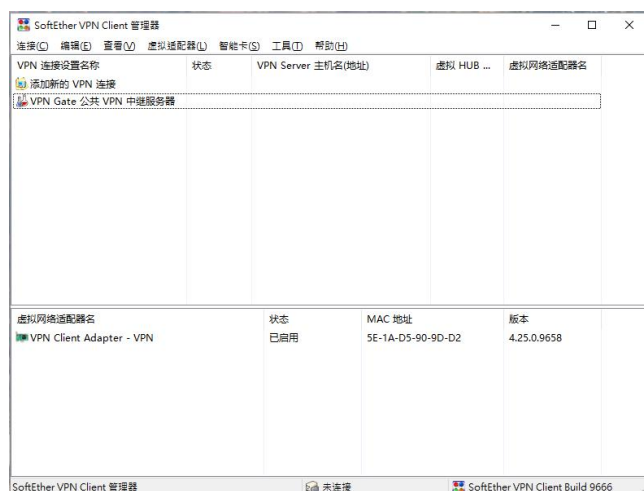 SoftEther VPN Client 管理器
连接(C) 编辑(E) 查看(V) 虚拟适配器(L) 智能卡(S) 工具(T) 帮助(H)
VPN 连接设置名称 状态 VPN Server 主机名(地址) 虚拟 HUB ... 虚拟网络适配器名
添加新的 VPN 连接
VPN Gate 公共 VPN 中继服务器
虚拟网络适配器名 状态 MAC 地址 版本
VPN Client Adapter - VPN 已启用 5E-1A-D5-90-9D-D2 4.25.0.9658
SoftEther VPN Client 管理器 未连接 SoftEther VPN Client Build 9666